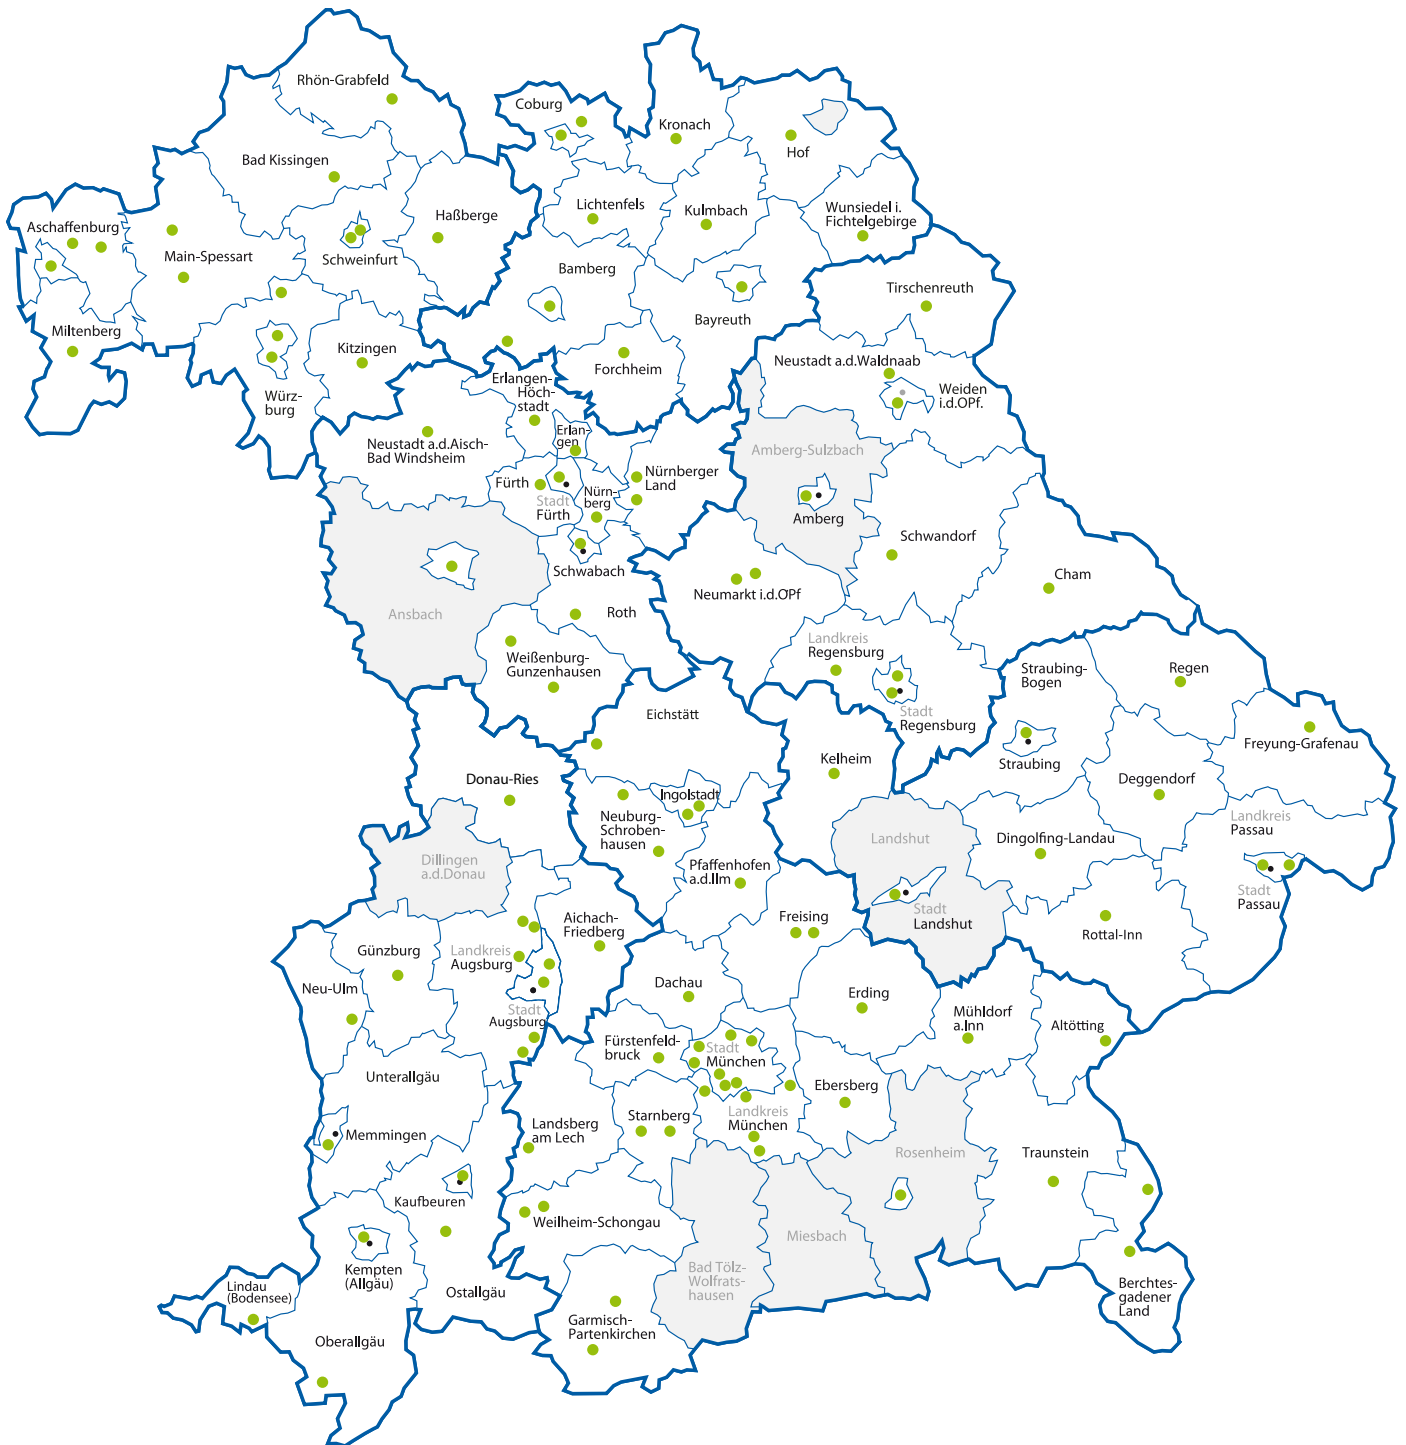 Rhön-Grabfeld
Coburg
Kronach
Hof
Bad Kissingen
Lichtenfels
Kulmbach
Wunsiedel i.
Fichtelgebirge
Haßberge
Aschaffenburg
Main-Spessart
Schweinfurt
Bamberg
Tirschenreuth
Bayreuth
Miltenberg
Kitzingen
Forchheim
Neustadt a.d.Waldnaab
Weiden
i.d.OPf.
Würz-
burg
Erlangen-
Höch-
stadt
Erlan-
gen
Neustadt a.d.Aisch-
Bad Windsheim
Amberg-Sulzbach
Nürnberger
Land
Fürth
Stadt
Fürth
Nürn-
berg
Amberg
Schwandorf
Schwabach
Cham
Neumarkt i.d.OPf
Ansbach
Roth
Landkreis
Regensburg
Weißenburg-
Gunzenhausen
Straubing-
Bogen
Regen
Stadt
Regensburg
Eichstätt
Straubing
Freyung-Grafenau
Kelheim
Donau-Ries
Deggendorf
Ingolstadt
Neuburg-
Schroben-
hausen
Landkreis
Passau
Landshut
Dingolfing-Landau
Dillingen
a.d.Donau
Pfaffenhofen
a.d.Ilm
Stadt
Passau
Stadt
Landshut
Aichach-
Friedberg
Freising
Rottal-Inn
Günzburg
Landkreis
Augsburg
Neu-Ulm
Dachau
Erding
Mühldorf
a.Inn
Altötting
Stadt
Augsburg
Fürstenfeld-
bruck
Stadt
München
Unterallgäu
Ebersberg
Landsberg
am Lech
Starnberg
Landkreis
München
Memmingen
Rosenheim
Traunstein
Kaufbeuren
Weilheim-Schongau
Miesbach
Kempten
(Allgäu)
Bad Tölz-
Wolfrats-
hausen
Lindau
(Bodensee)
Ostallgäu
Berchtes-
gadener
Land
Garmisch-
Partenkirchen
Oberallgäu